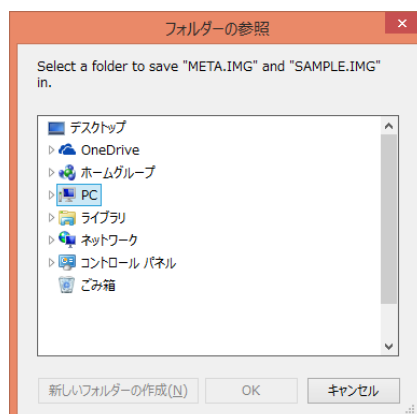 フォルダーの参照
Select a folder to save "META.IMG" and "SAMPLE.IMG"
in.
デスクトップ
OneDrive
ホームグループ
PC
ライブラリ
ネットワーク
コントロール パネル
ごみ箱
新しいフォルダーの作成(N)
OK
キャンセル